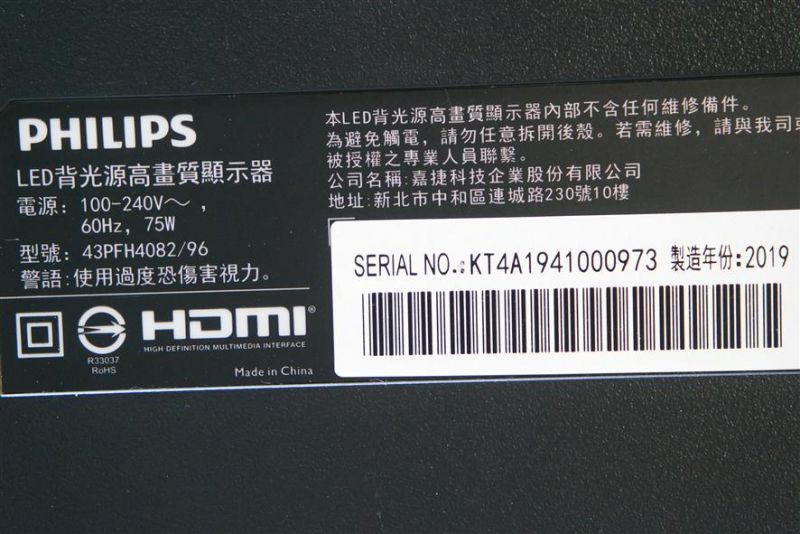 PHILIPS
LED背光源高畫質顯示器
電源: 100-240V～ ,
60Hz, 75W
型號: 43PFH4082/96
警語:使用過度恐傷害視力。
R33037
RoHS
HDMI®
HIGH-DEFINITION MULTIMEDIA INTERFACE
Made in China
本LED背光源高畫質顯示器內部不含任何維修備件。
為避免觸電, 請勿任意拆開後殼。若需維修, 請與我司或
被授權之專業人員聯繫。
公司名稱:嘉捷科技企業股份有限公司
地址:新北市中和區連城路230號10樓
SERIAL NO.:KT4A1941000973 製造年份:2019